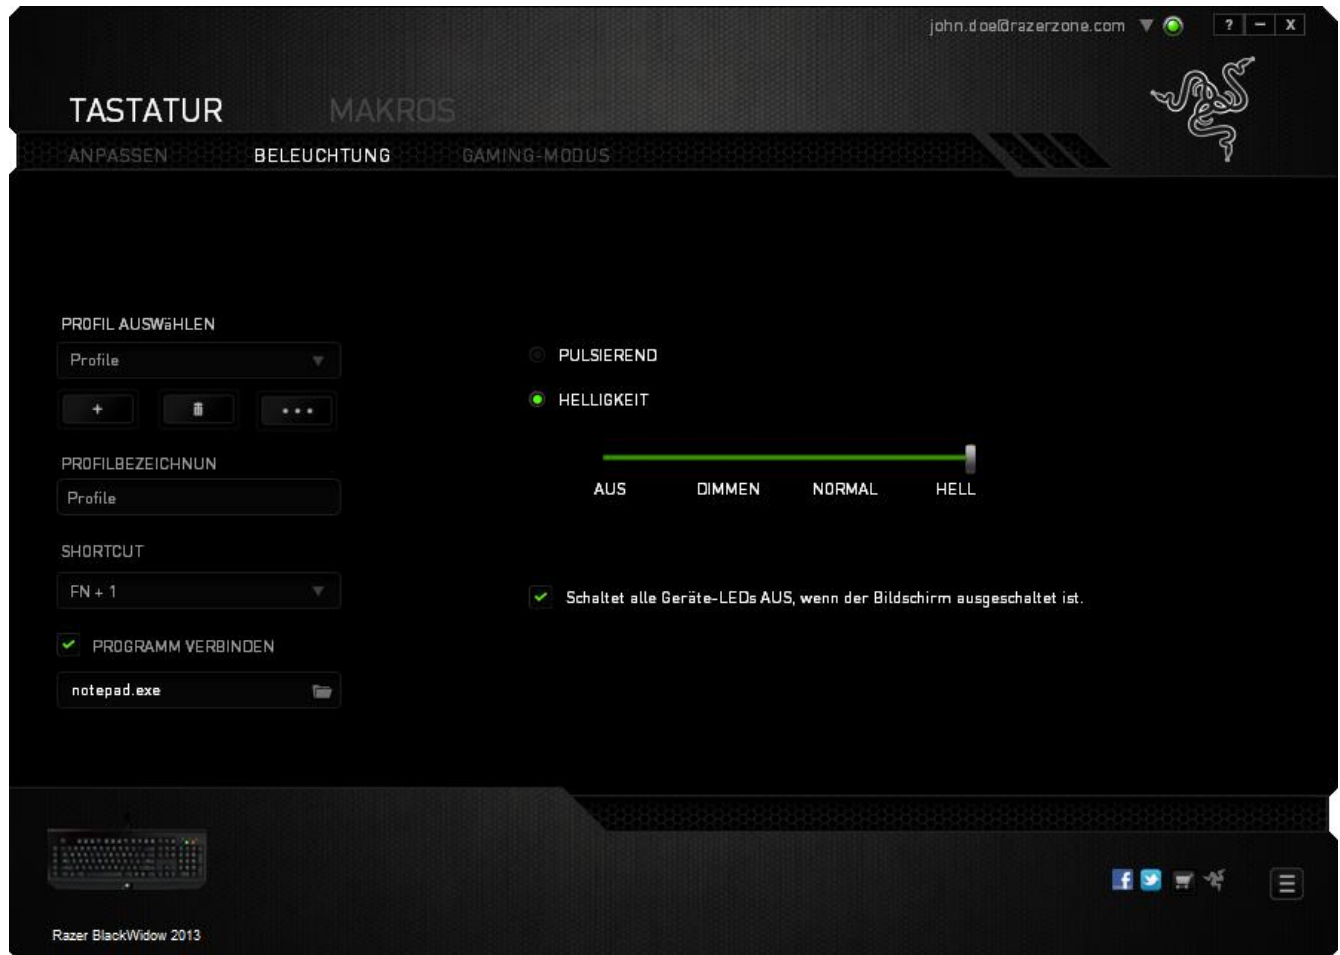 john.doe@razerzone.com
? – X
TASTATUR MAKROS
ANPASSEN BELEUCHTUNG GAMING-MODUS
PROFIL AUSWäHLEN
Profile
+ •••
PROFILBEZEICHNUN
Profile
SHORTCUT
FN + 1
PROGRAMM VERBINDEN
notepad.exe
PULSIEREND
HELLIGKEIT
AUS DIMMEN NORMAL HELL
Schaltet alle Geräte-LEDs AUS, wenn der Bildschirm ausgeschaltet ist.
Razer BlackWidow 2013